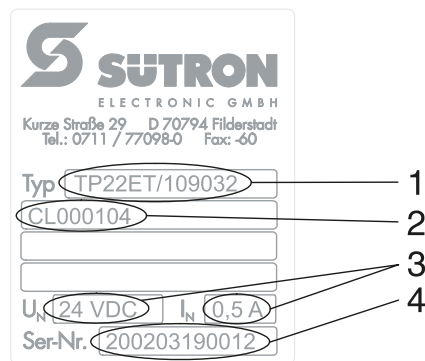 SÜTRON
ELECTRONIC GMBH
Kurze Straße 29 D 70794 Filderstadt
Tel.: 0711 / 77098-0 Fax: -60
Typ TP22ET/109032 1
CL000104 2
3
UN 24 VDC IN 0,5 A 4
Ser-Nr. 200203190012